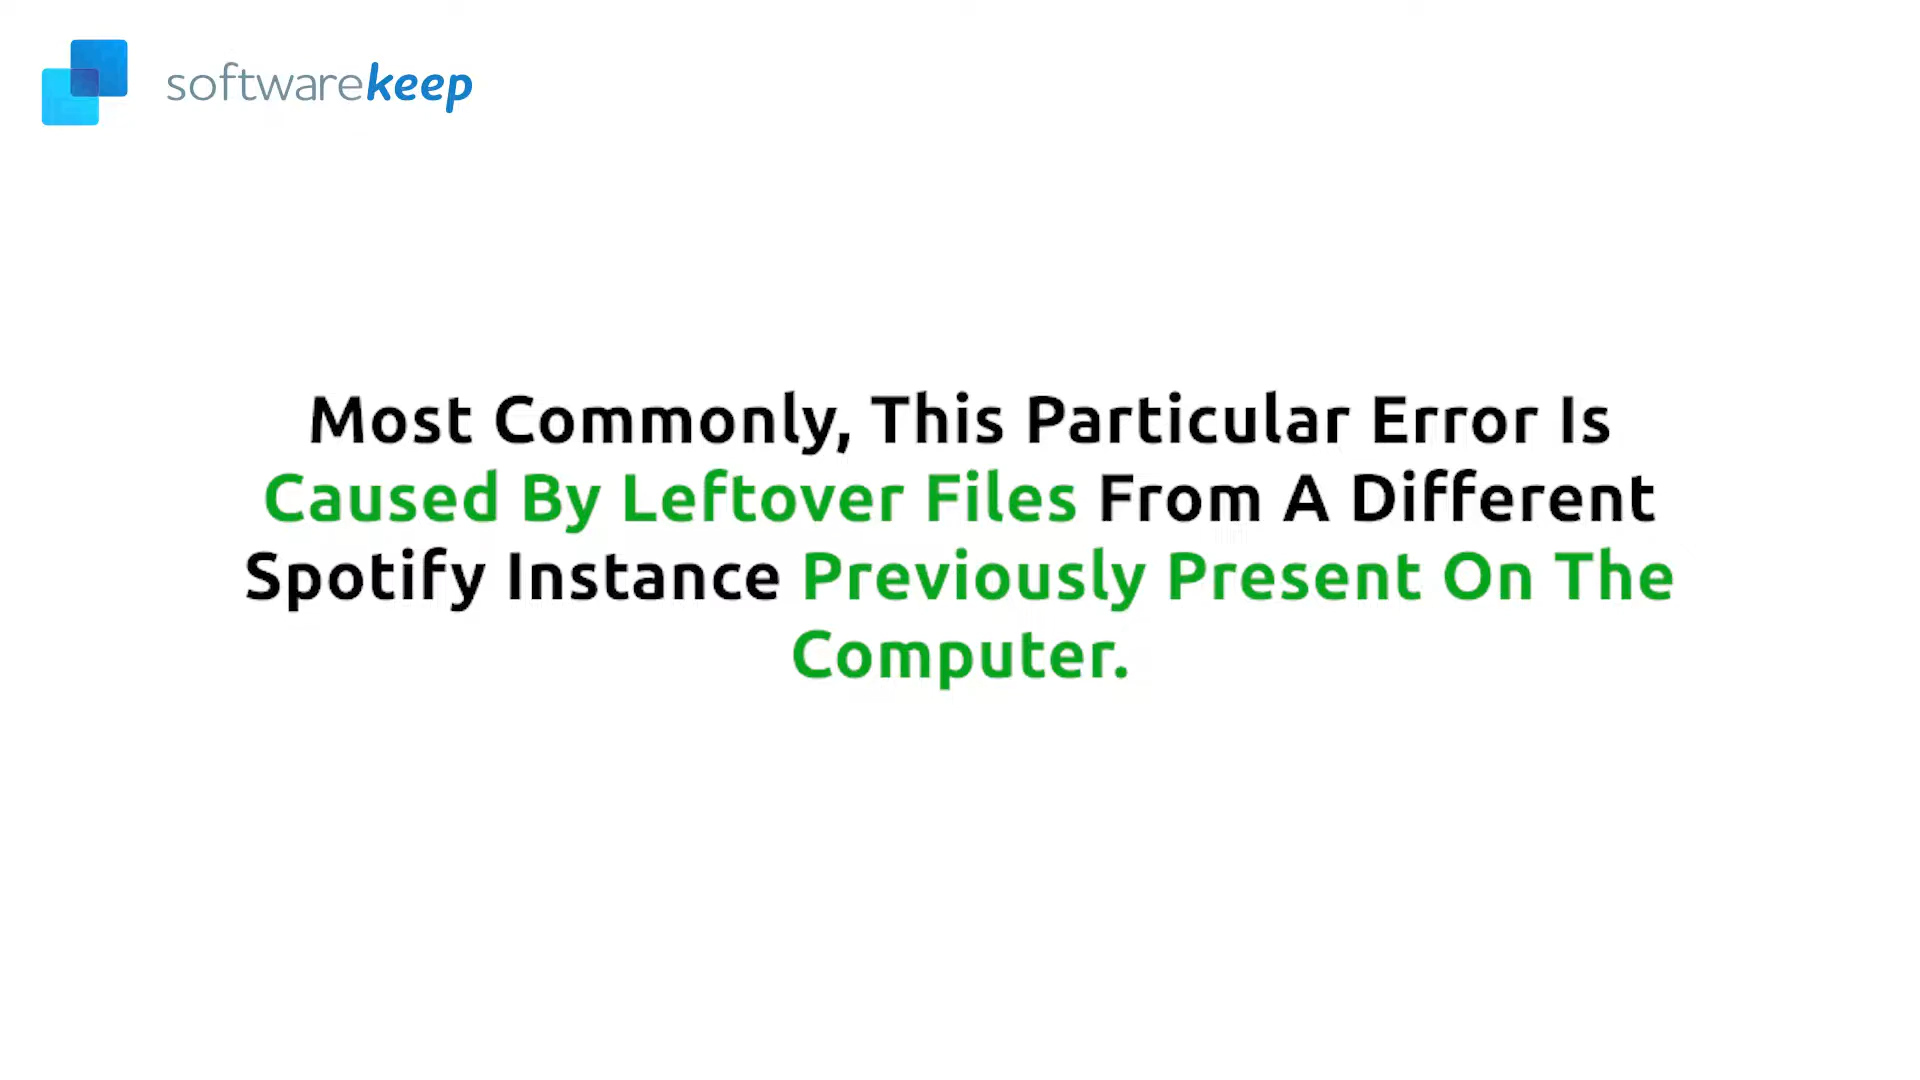 softwarekeep
Most Commonly, This Particular Error Is
Caused By Leftover Files From A Different
Spotify Instance Previously Present On The
Computer.